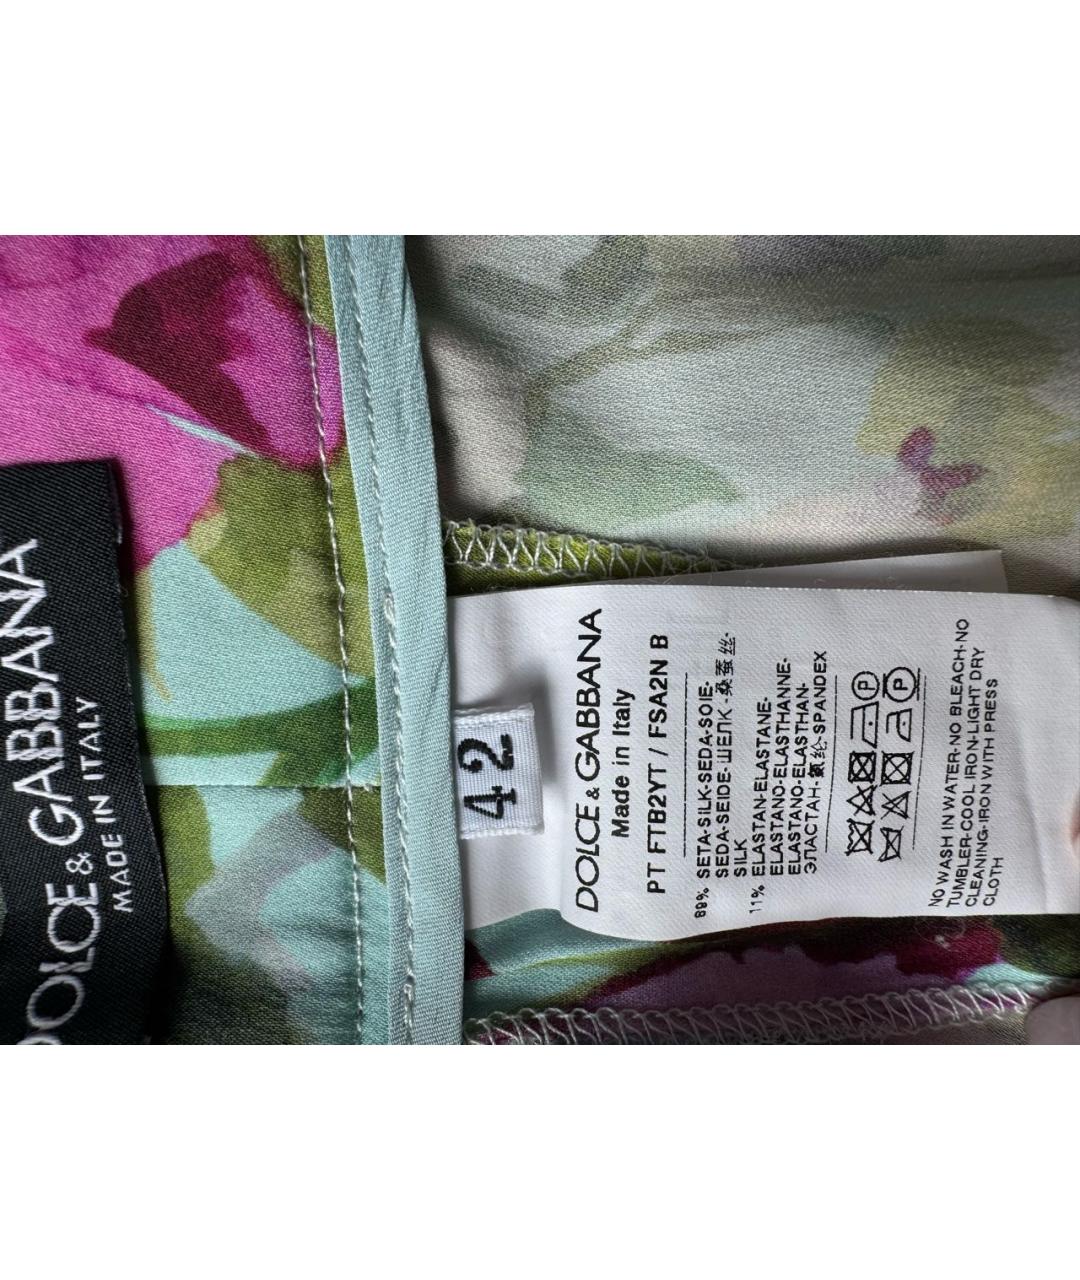 DOLCE & GABBANA
MADE IN ITALY
42
DOLCE & GABBANA
Made in Italy
PT FTB2YT / FSA2N B
89% SETA-SILK-SEDA-SOIE-
SEDA-SEIDE-ШЕЛК-桑蚕丝-
SILK
11% ELASTAN-ELASTANE-
ELASTANO-ELASTHANNE-
ELASTANO-ELASTHAN-
ЭЛАСТАН-氨纶-SPANDEX
P
P
NO WASH IN WATER-NO BLEACH-NO
TUMBLER-COOL IRON-LIGHT DRY
CLEANING-IRON WITH PRESS
CLOTH